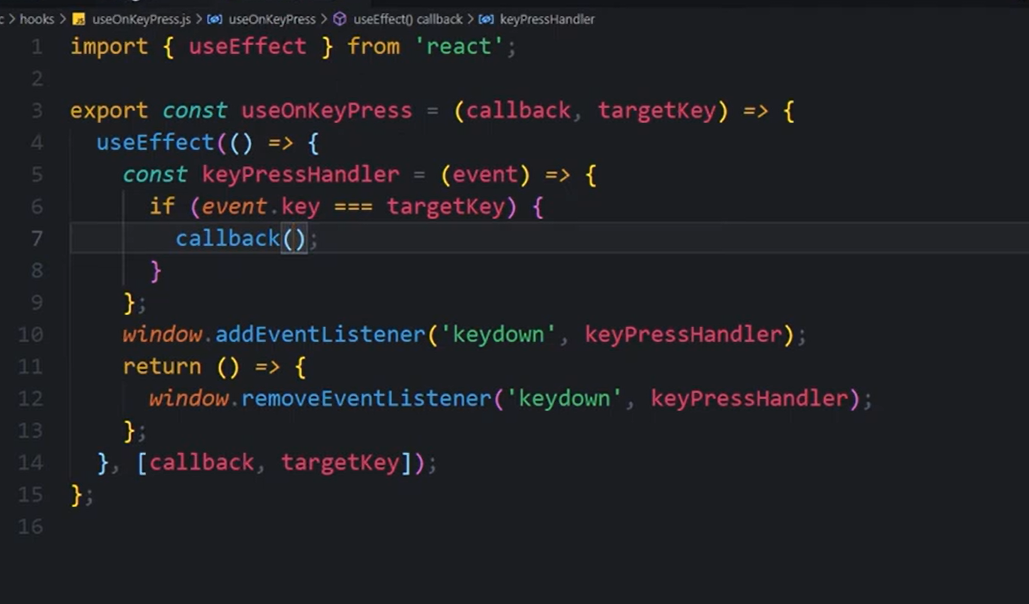 c > hooks > JS useOnKeyPress.js > useOnKeyPress > useEffect() callback > keyPressHandler
1 import { useEffect } from 'react';
2
3 export const useOnKeyPress = (callback, targetKey) => {
4   useEffect(() => {
5     const keyPressHandler = (event) => {
6       if (event.key === targetKey) {
7         callback();
8       }
9     };
10     window.addEventListener('keydown', keyPressHandler);
11     return () => {
12       window.removeEventListener('keydown', keyPressHandler);
13     };
14   }, [callback, targetKey]);
15 };
16